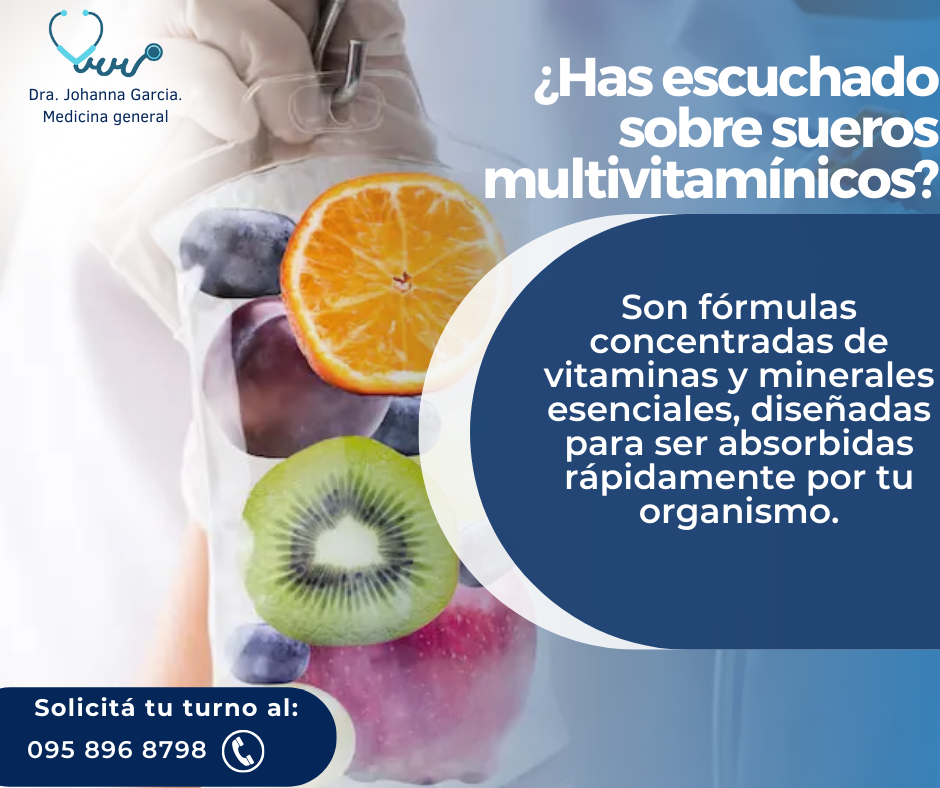 Dra. Johanna Garcia.
Medicina general
¿Has escuchado
sobre sueros
multivitamínicos?
Son fórmulas
concentradas de
vitaminas y minerales
esenciales, diseñadas
para ser absorbidas
rápidamente por tu
organismo.
Solicitá tu turno al:
095 896 8798